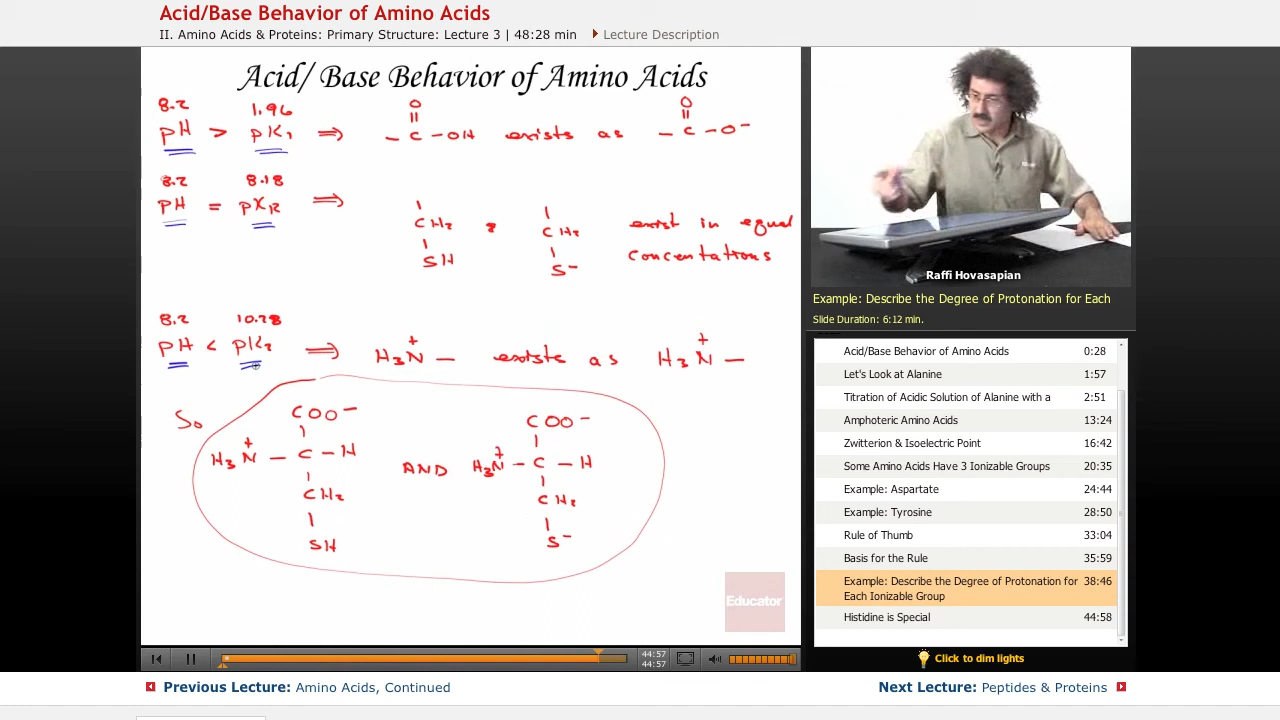 Acid/Base Behavior of Amino Acids
II. Amino Acids & Proteins: Primary Structure: Lecture 3 | 48:28 min Lecture Description
Acid/ Base Behavior of Amino Acids
8.2 1.96
pH > pK1 ⇒ - C - OH exists as - C - O-
O O
8.2 8.18
pH = pKR ⇒
CH2 & CH2 exist in equal
SH S- concentations
8.2 10.28
pH < pK2 ⇒ H3N+ - exists as H3N+ -
So
COO- COO-
H3N+ - C - H AND H3N+ - C - H
CH2 CH2
SH S-
Educator
Raffi Hovasapian
Example: Describe the Degree of Protonation for Each
Slide Duration: 6:12 min.
Acid/Base Behavior of Amino Acids 0:28
Let's Look at Alanine 1:57
Titration of Acidic Solution of Alanine with a 2:51
Amphoteric Amino Acids 13:24
Zwitterion & Isoelectric Point 16:42
Some Amino Acids Have 3 Ionizable Groups 20:35
Example: Aspartate 24:44
Example: Tyrosine 28:50
Rule of Thumb 33:04
Basis for the Rule 35:59
Example: Describe the Degree of Protonation for 38:46
Each Ionizable Group
Histidine is Special 44:58
44:57
44:57
Click to dim lights
Previous Lecture: Amino Acids, Continued
Next Lecture: Peptides & Proteins